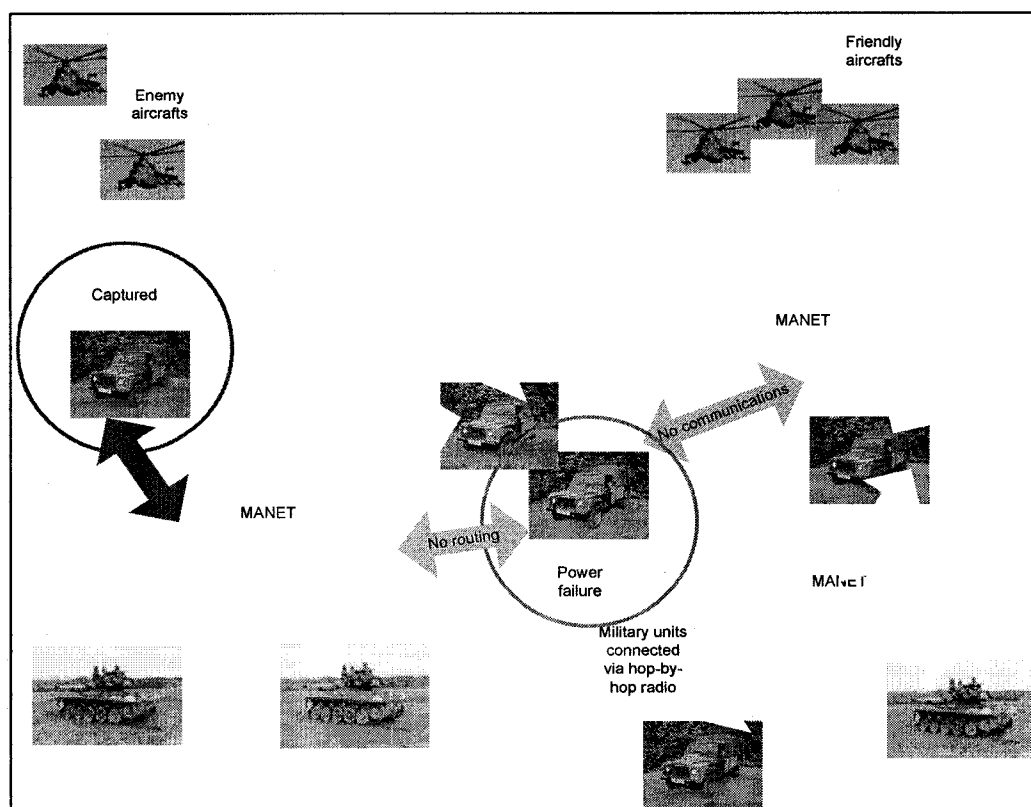 Friendly
aircrafts
Enemy
aircrafts
Captured
MANET
No communications
MANET
No routing
Power
failure
MANET
Military units
connected
via hop-by-
hop radio